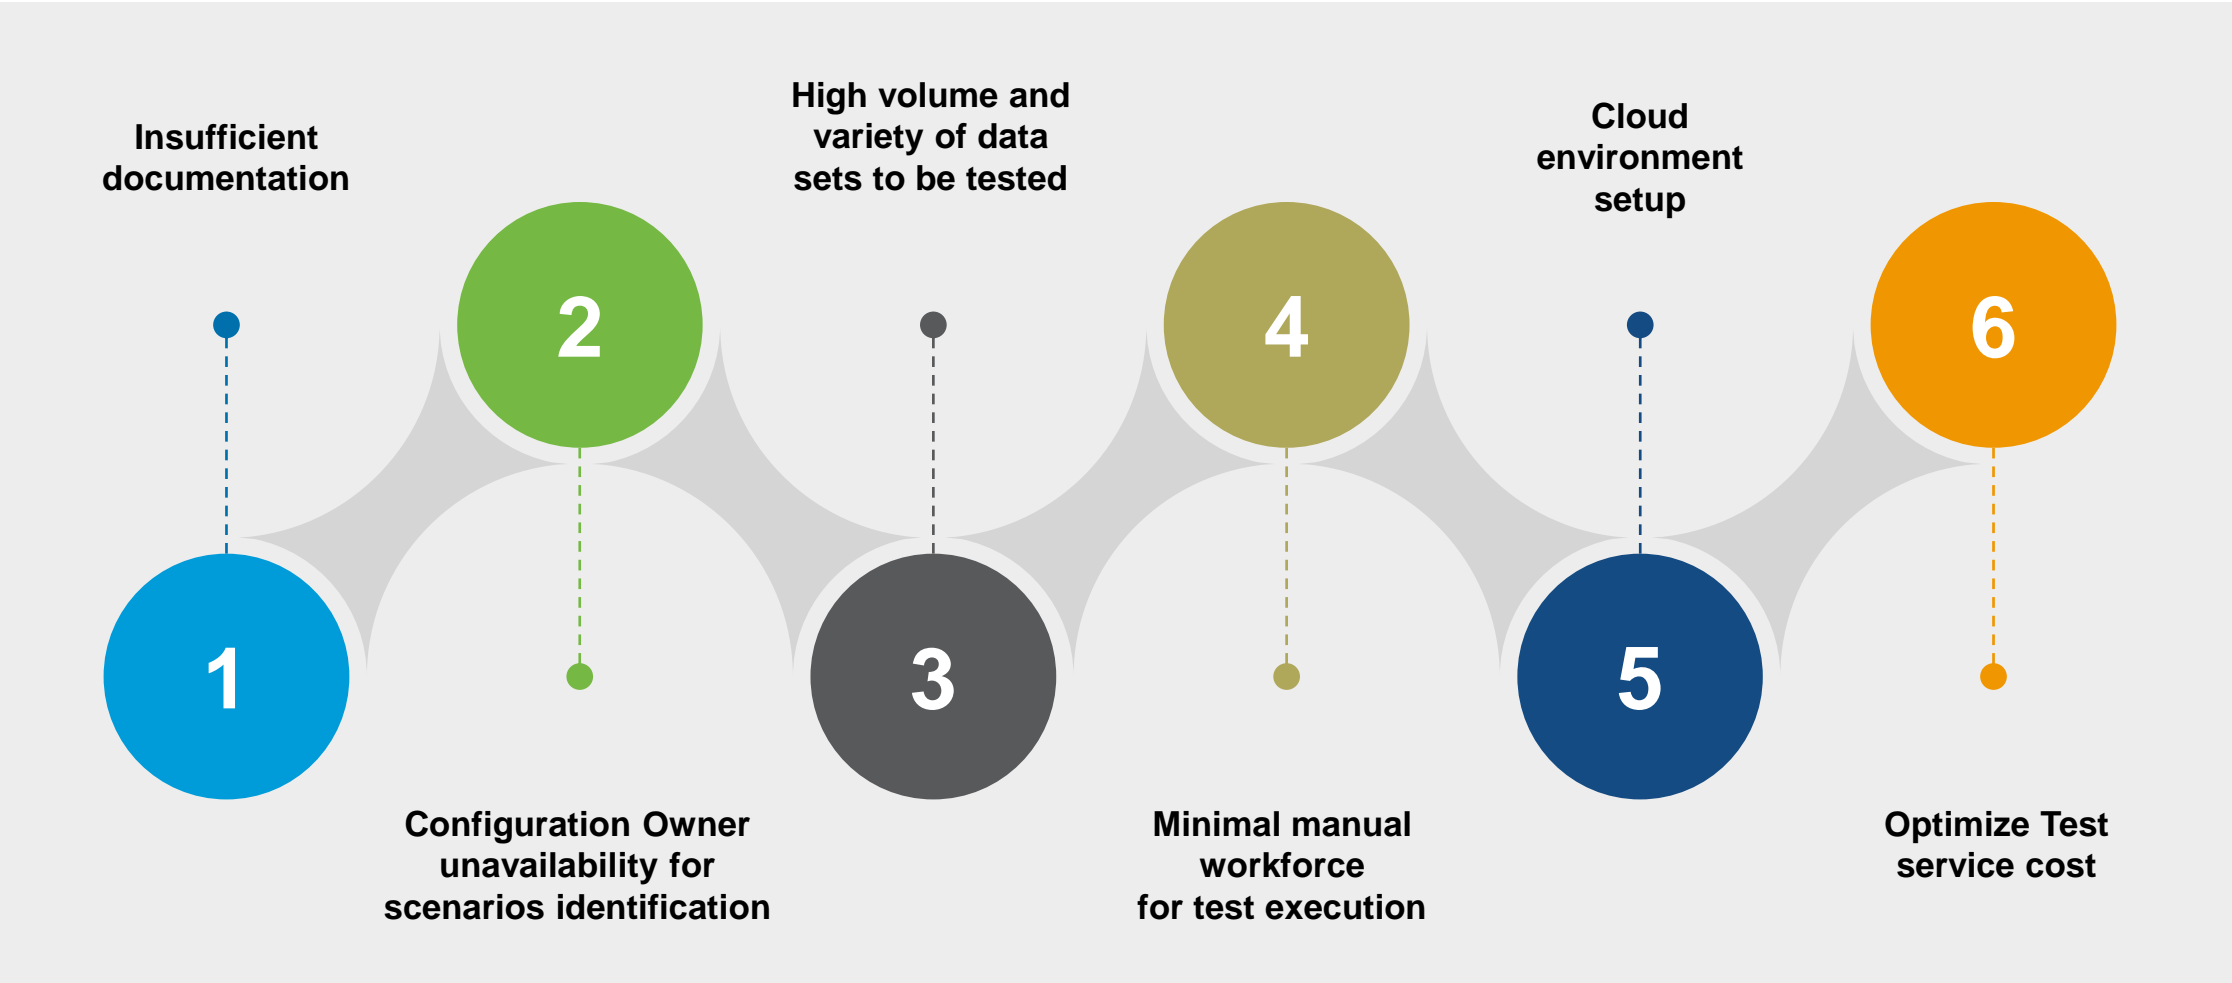 Insufficient
documentation
1
2
Configuration Owner
unavailability for
scenarios identification
High volume and
variety of data
sets to be tested
3
4
Minimal manual
workforce
for test execution
Cloud
environment
setup
5
6
Optimize Test
service cost